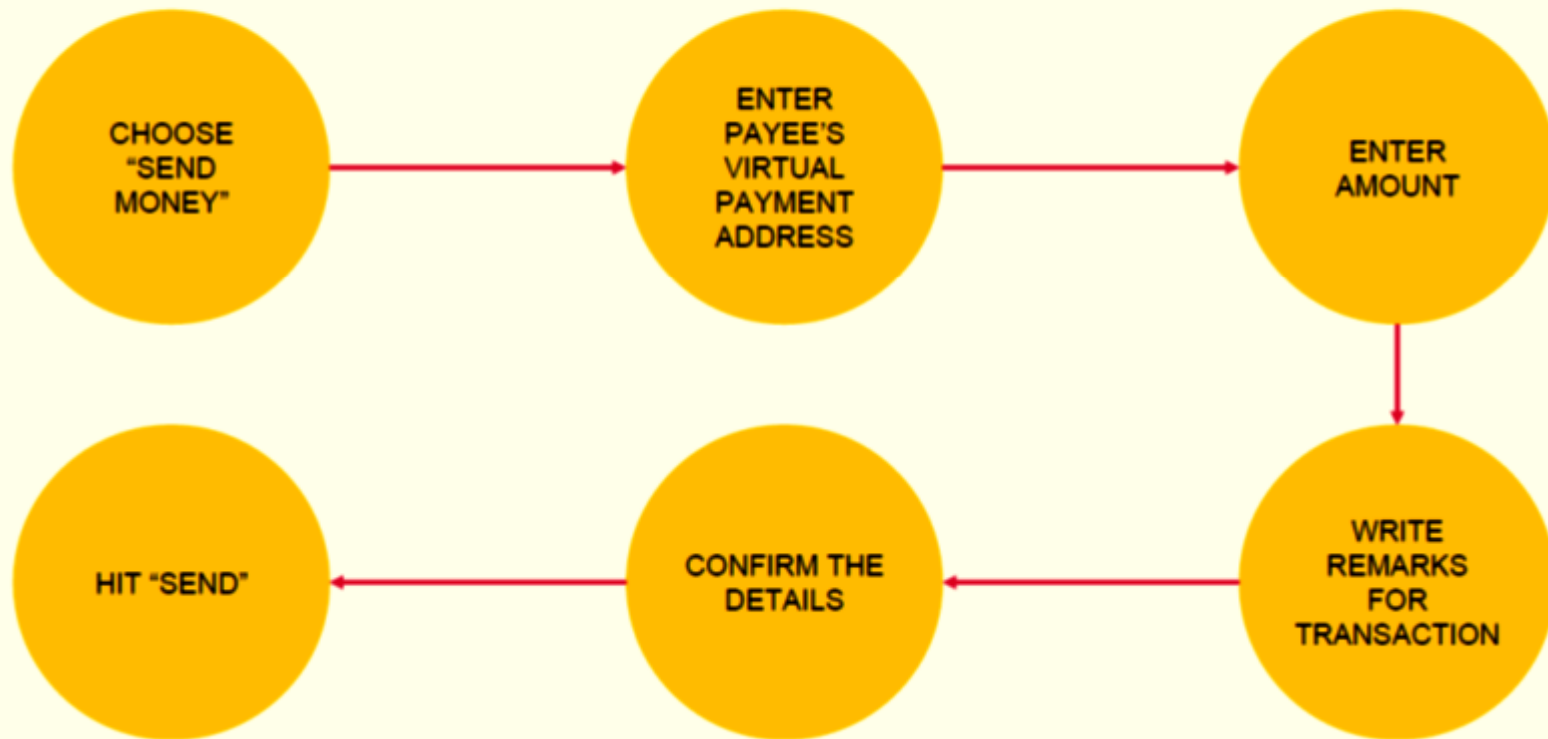 CHOOSE
“SEND
MONEY”
ENTER
PAYEE’S
VIRTUAL
PAYMENT
ADDRESS
ENTER
AMOUNT
WRITE
REMARKS
FOR
TRANSACTION
CONFIRM THE
DETAILS
HIT “SEND”